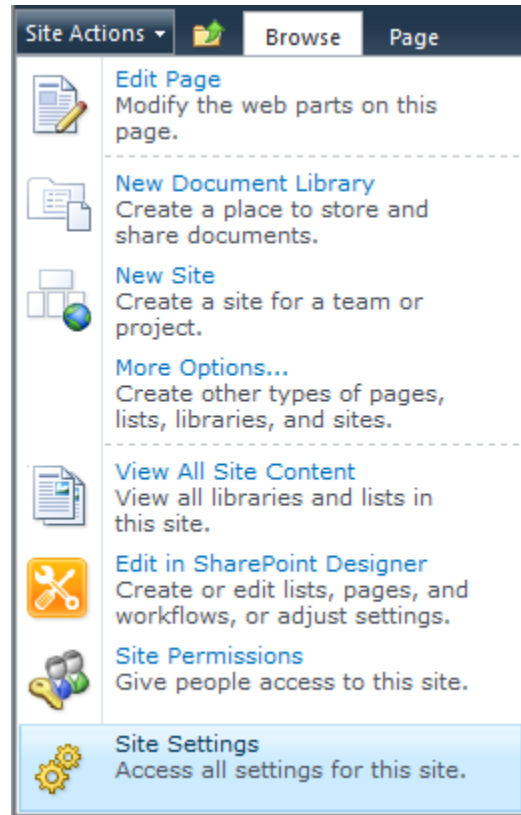 Site Actions Browse Page
Edit Page
Modify the web parts on this
page.
New Document Library
Create a place to store and
share documents.
New Site
Create a site for a team or
project.
More Options...
Create other types of pages,
lists, libraries, and sites.
View All Site Content
View all libraries and lists in
this site.
Edit in SharePoint Designer
Create or edit lists, pages, and
workflows, or adjust settings.
Site Permissions
Give people access to this site.
Site Settings
Access all settings for this site.